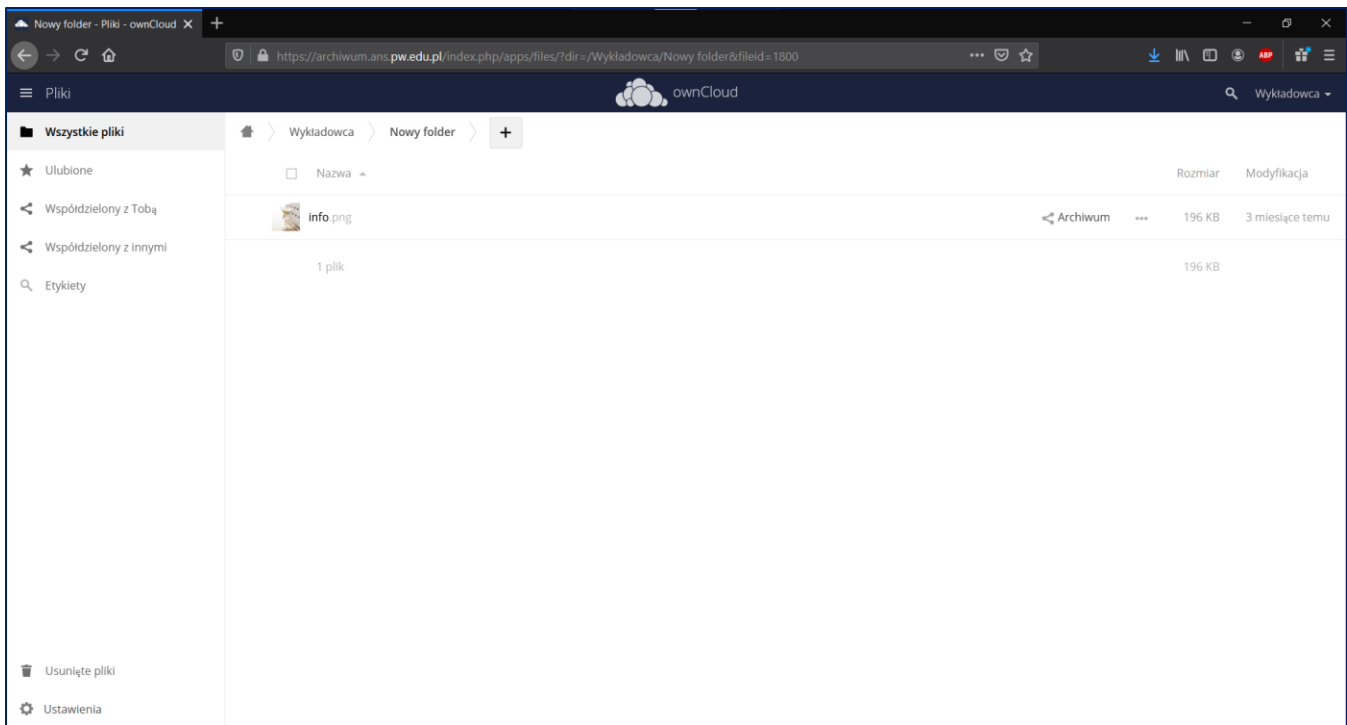 Nowy folder - Pliki - ownCloud
https://archiwum.ans.pw.edu.pl/index.php/apps/files/?dir=/Wykładowca/Nowy folder&fileid=1800
ABP
Pliki
ownCloud
Wykładowca
Wszystkie pliki
Wykładowca
Nowy folder
+
Ulubione
Nazwa
Rozmiar
Modyfikacja
Współdzielony z Tobą
info.png
Archiwum
196 KB
3 miesiące temu
Współdzielony z innymi
1 plik
196 KB
Etykiety
Usunięte pliki
Ustawienia